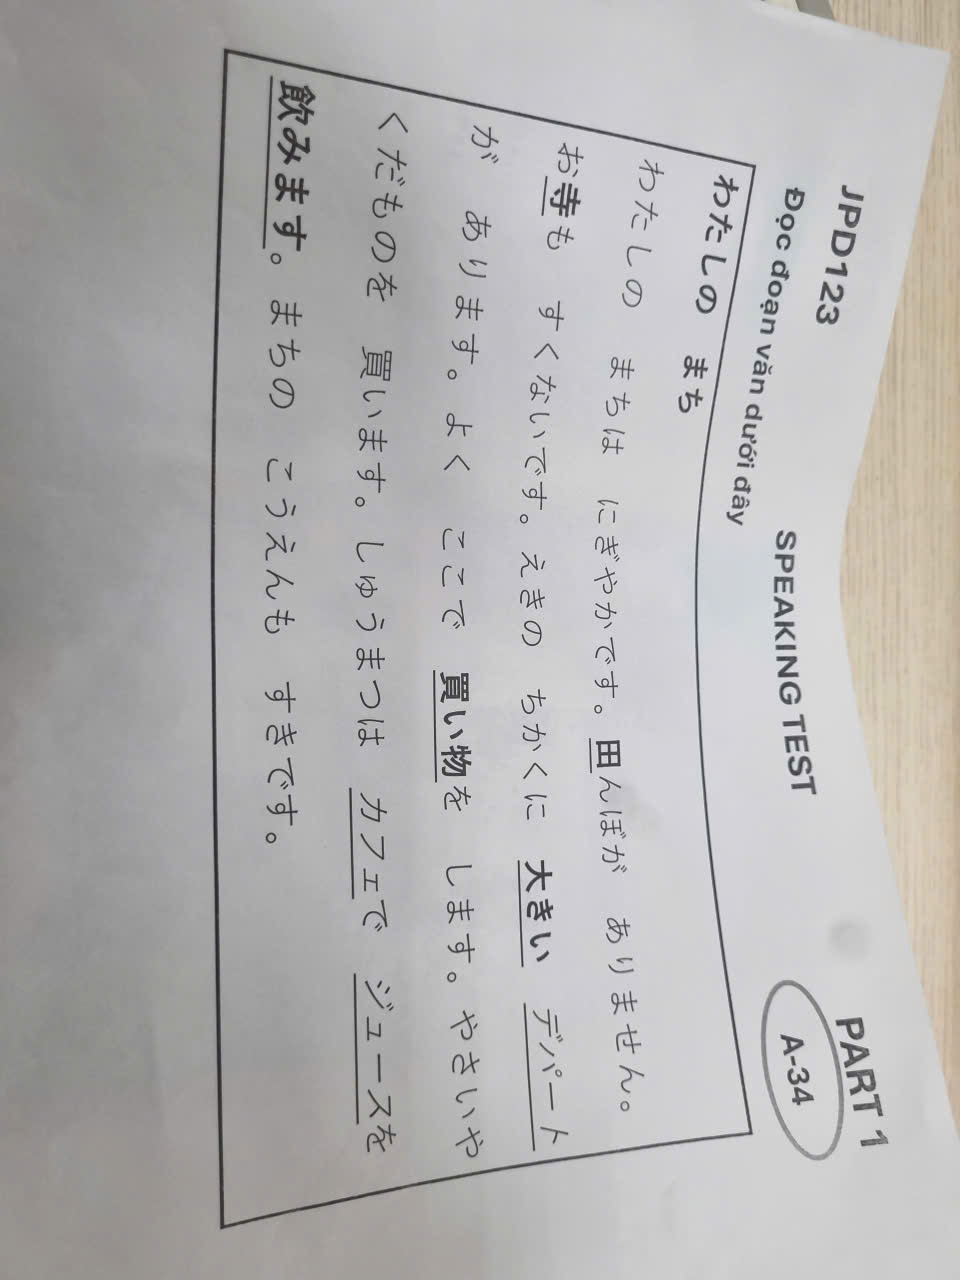 JPD123 SPEAKING TEST PART 1
Đọc đoạn văn dưới đây A-34
わたしの まち
わたしの まちは にぎやかです。田んぼが ありません。
お寺も すくないです。えきの ちかくに 大きい デパート
が あります。よく ここで 買い物を します。やさいや
くだものを 買います。しゅうまつは カフェで ジュースを
飲みます。まちの こうえんも すきです。